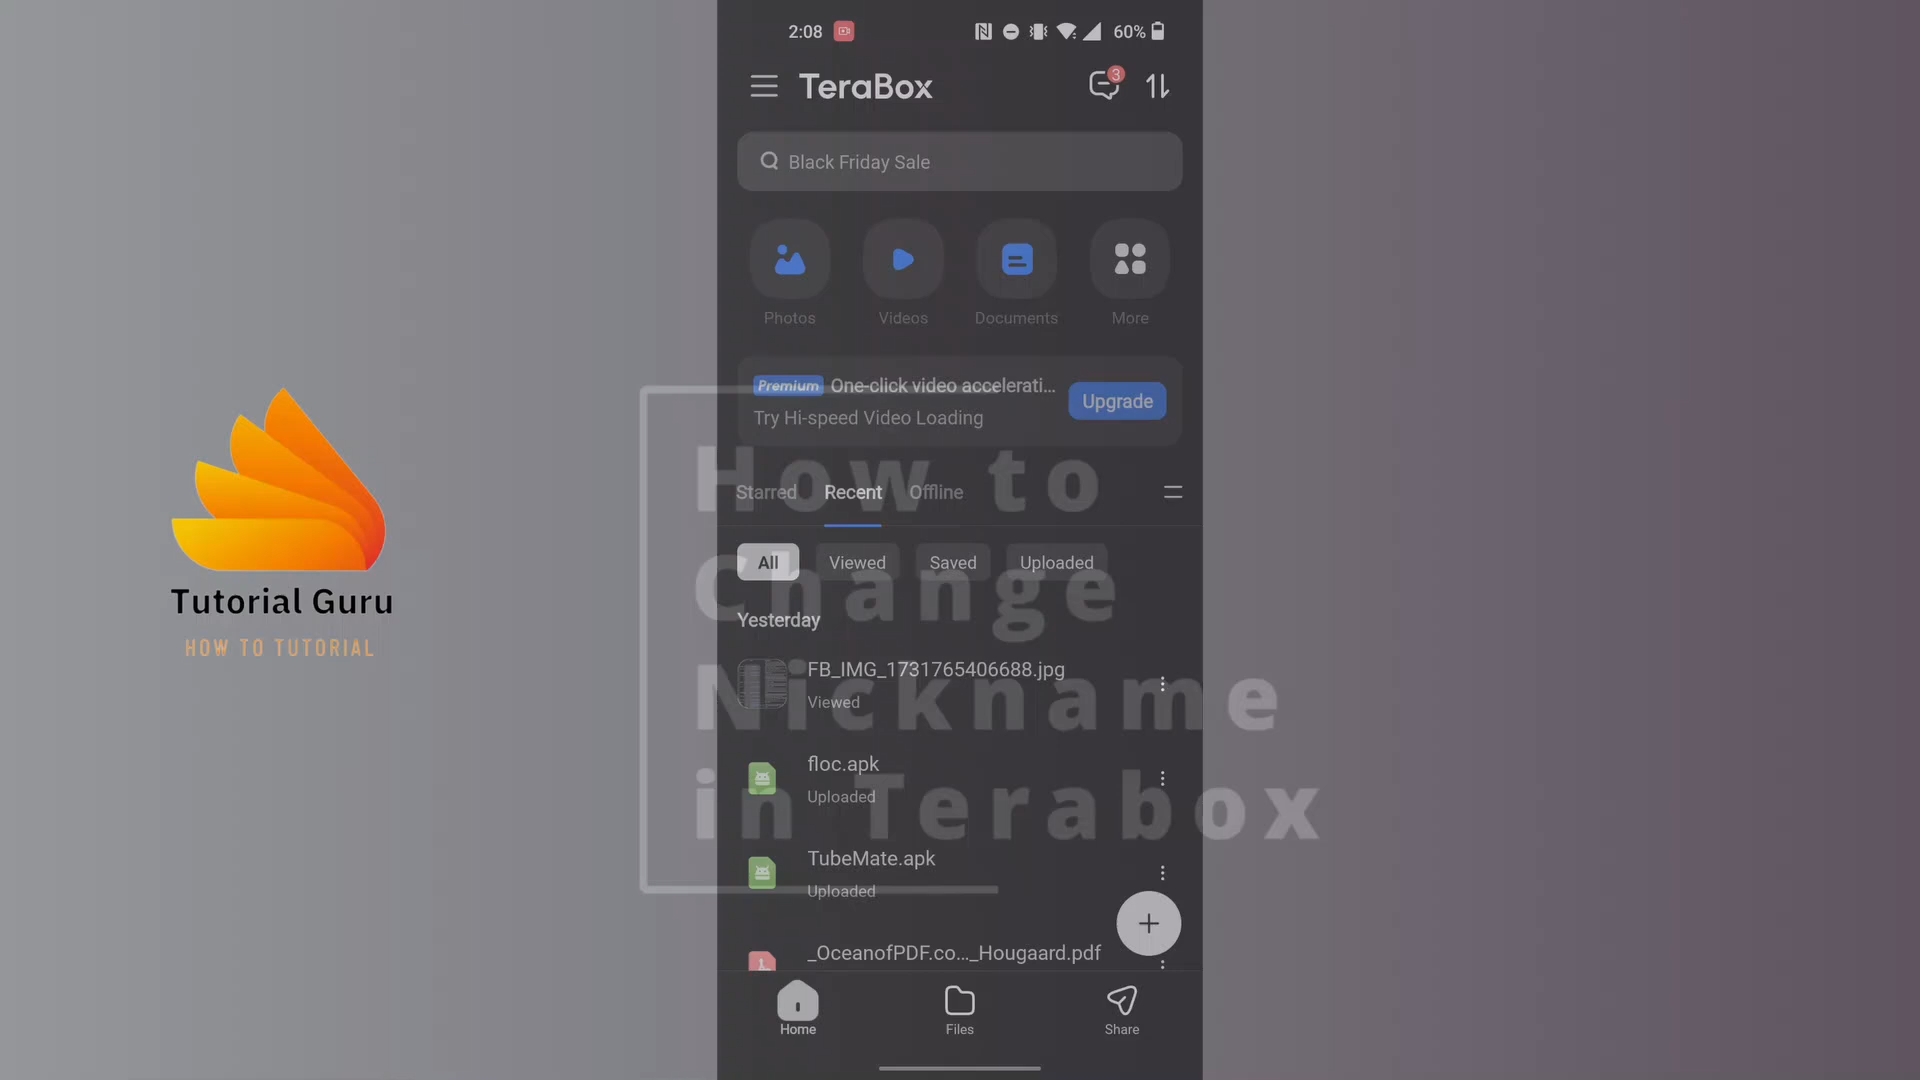 2:08
60%
TeraBox
3
Black Friday Sale
Photos
Videos
Documents
More
Premium One-click video accelerati...
Try Hi-speed Video Loading
Upgrade
Starred
Recent
Offline
All
Viewed
Saved
Uploaded
Yesterday
FB_IMG_1731765406688.jpg
Viewed
floc.apk
Uploaded
TubeMate.apk
Uploaded
_OceanofPDF.co..._Hougaard.pdf
Home
Files
Share
How to
Change
Nickname
in Terabox
Tutorial Guru
HOW TO TUTORIAL